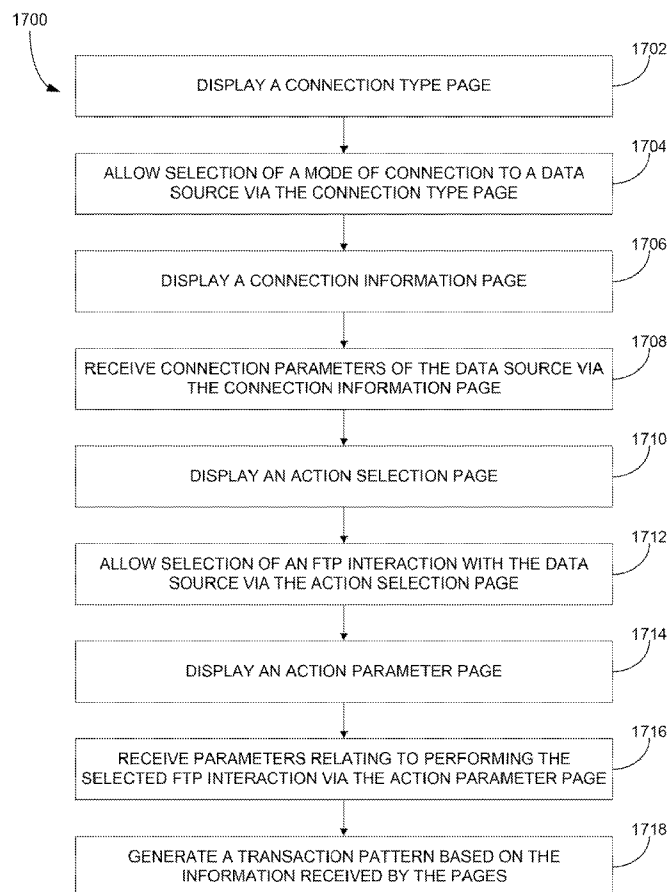 1700
1702
DISPLAY A CONNECTION TYPE PAGE
1704
ALLOW SELECTION OF A MODE OF CONNECTION TO A DATA
SOURCE VIA THE CONNECTION TYPE PAGE
1706
DISPLAY A CONNECTION INFORMATION PAGE
1708
RECEIVE CONNECTION PARAMETERS OF THE DATA SOURCE VIA
THE CONNECTION INFORMATION PAGE
1710
DISPLAY AN ACTION SELECTION PAGE
1712
ALLOW SELECTION OF AN FTP INTERACTION WITH THE DATA
SOURCE VIA THE ACTION SELECTION PAGE
1714
DISPLAY AN ACTION PARAMETER PAGE
1716
RECEIVE PARAMETERS RELATING TO PERFORMING THE
SELECTED FTP INTERACTION VIA THE ACTION PARAMETER PAGE
1718
GENERATE A TRANSACTION PATTERN BASED ON THE
INFORMATION RECEIVED BY THE PAGES